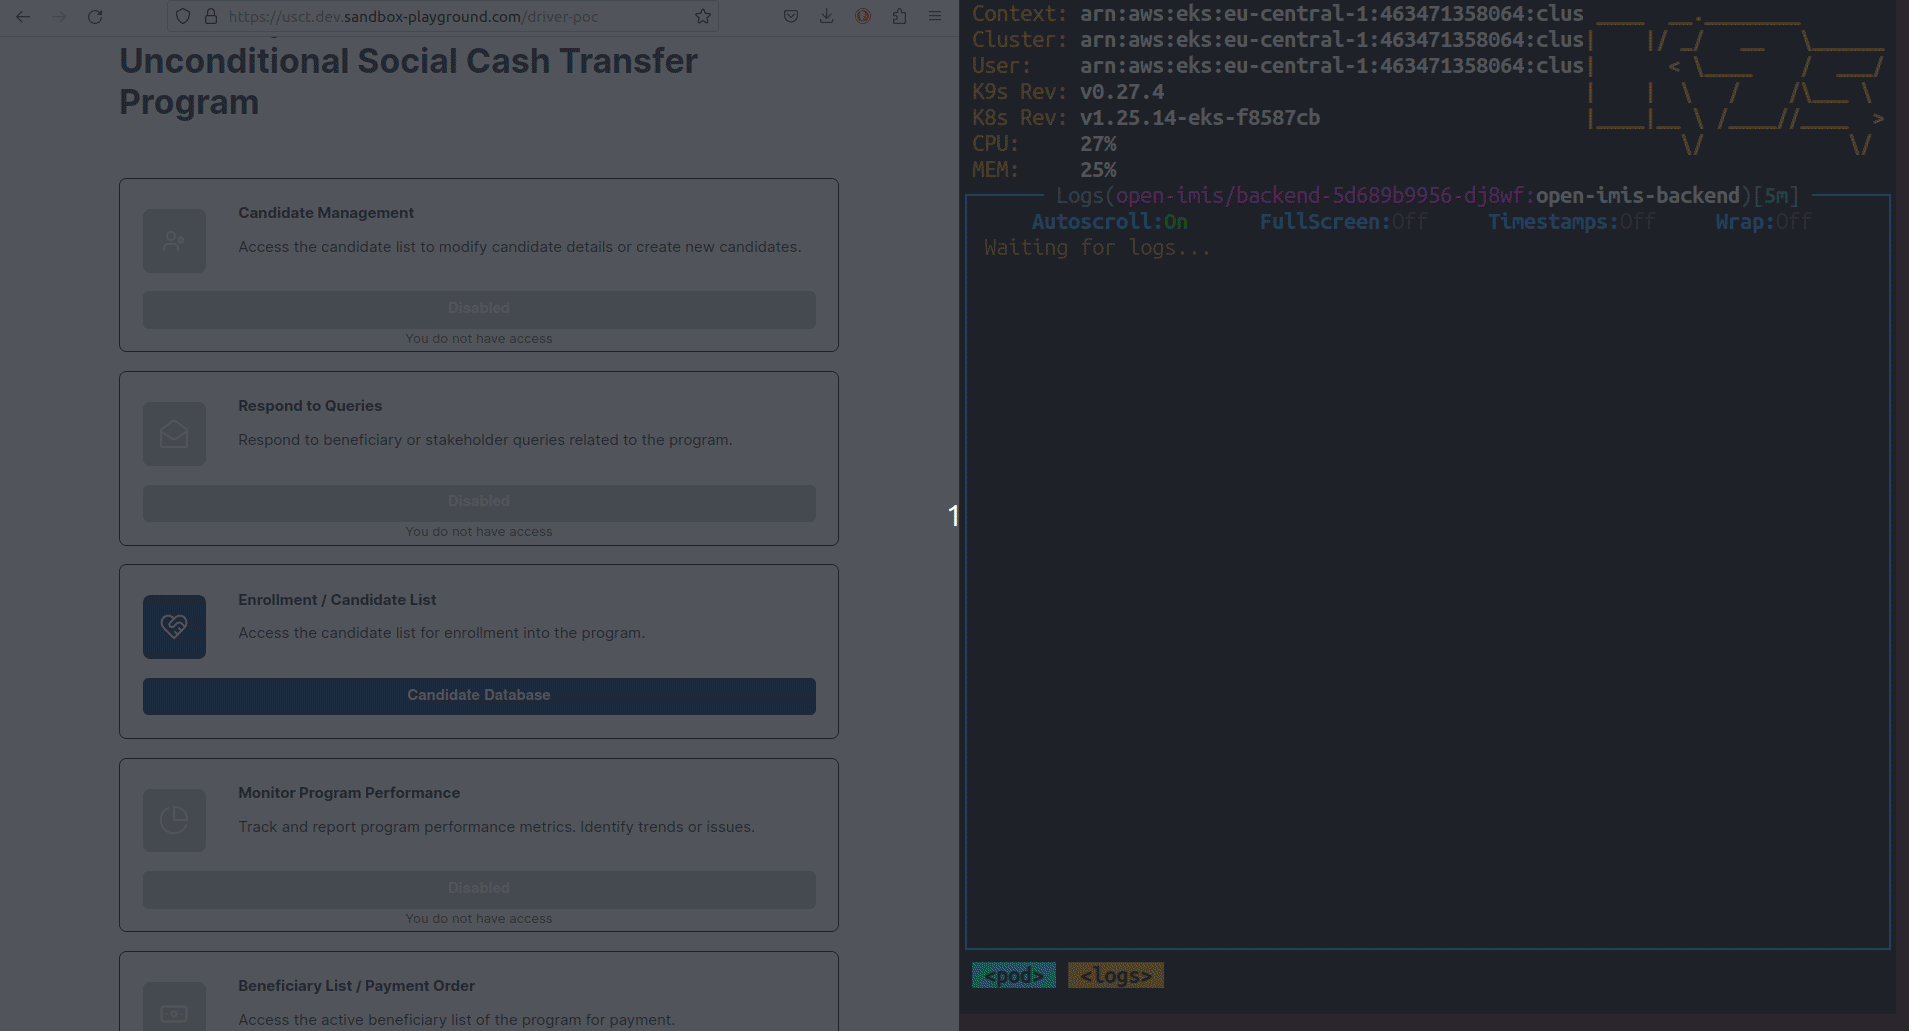 https://usct.dev.sandbox-playground.com/driver-poc
Unconditional Social Cash Transfer
Program
Candidate Management
Access the candidate list to modify candidate details or create new candidates.
Disabled
You do not have access
Respond to Queries
Respond to beneficiary or stakeholder queries related to the program.
Disabled
You do not have access
Enrollment / Candidate List
Access the candidate list for enrollment into the program.
Candidate Database
Monitor Program Performance
Track and report program performance metrics. Identify trends or issues.
Disabled
You do not have access
Beneficiary List / Payment Order
Access the active beneficiary list of the program for payment.
1
Context: arn:aws:eks:eu-central-1:463471358064:clus
Cluster: arn:aws:eks:eu-central-1:463471358064:clus
User: arn:aws:eks:eu-central-1:463471358064:clus
K9s Rev: v0.27.4
K8s Rev: v1.25.14-eks-f8587cb
CPU: 27%
MEM: 25%
Logs(open-imis/backend-5d689b9956-dj8wf:open-imis-backend)[5m]
Autoscroll:On FullScreen:Off Timestamps:Off Wrap:Off
Waiting for logs...
<pod> <logs>